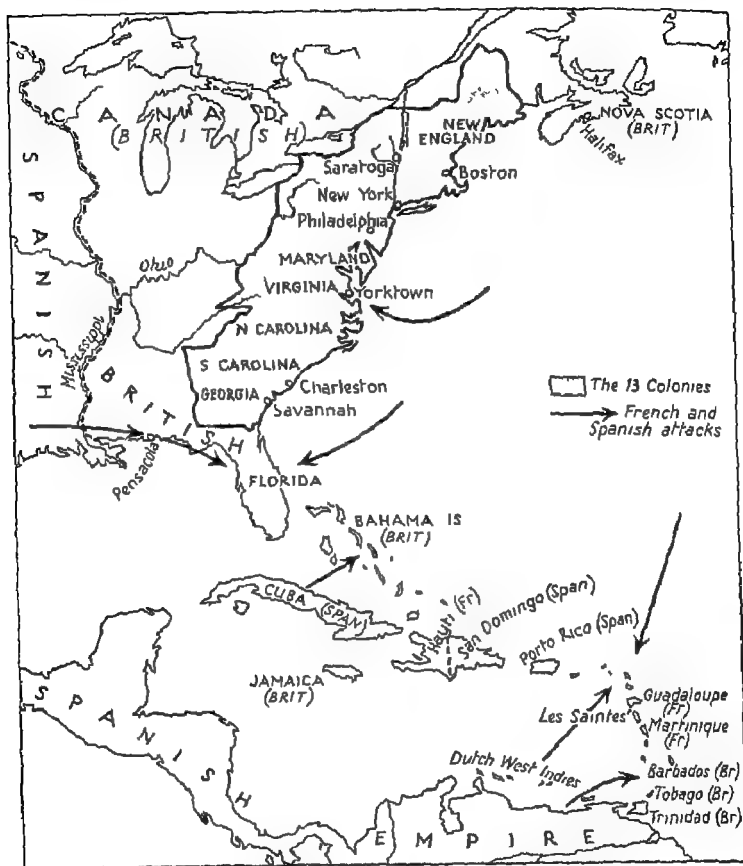 CANADA
(BRITISH)
NOVA SCOTIA
(BRIT)
Halifax
NEW
ENGLAND
Saratoga
Boston
New York
Philadelphia
SPANISH
Ohio
MARYLAND
VIRGINIA
Yorktown
N CAROLINA
Mississippi
S CAROLINA
GEORGIA
Charleston
Savannah
The 13 Colonies
French and
Spanish attacks
BRITISH
Pensacola
FLORIDA
BAHAMA IS
(BRIT)
CUBA (SPAN)
Hayti (Fr)
San Domingo (Span)
Porto Rico (Span)
JAMAICA
(BRIT)
Les Saintes
Guadaloupe
(Fr)
Martinique
(Fr)
Dutch West Indies
Barbados (Br)
Tobago (Br)
Trinidad (Br)
SPANISH
EMPIRE